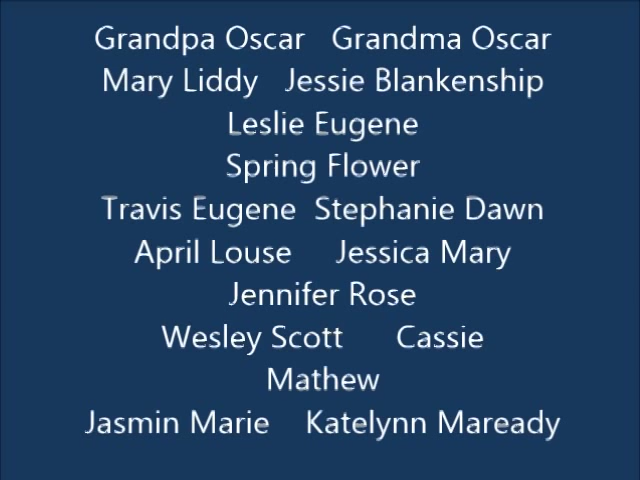 Grandpa Oscar Grandma Oscar
Mary Liddy Jessie Blankenship
Leslie Eugene
Spring Flower
Travis Eugene Stephanie Dawn
April Louse Jessica Mary
Jennifer Rose
Wesley Scott Cassie
Mathew
Jasmin Marie Katelynn Maready